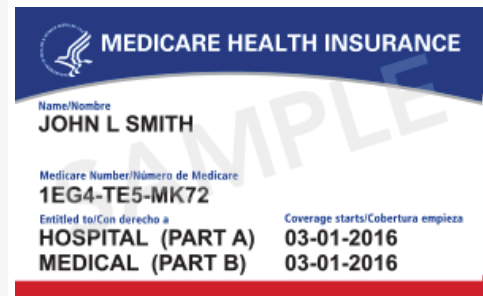 MEDICARE HEALTH INSURANCE
Name/Nombre
JOHN L SMITH
Medicare Number/Número de Medicare
1EG4-TE5-MK72
Entitled to/Con derecho a Coverage starts/Cobertura empieza
HOSPITAL (PART A) 03-01-2016
MEDICAL (PART B) 03-01-2016
SAMPLE